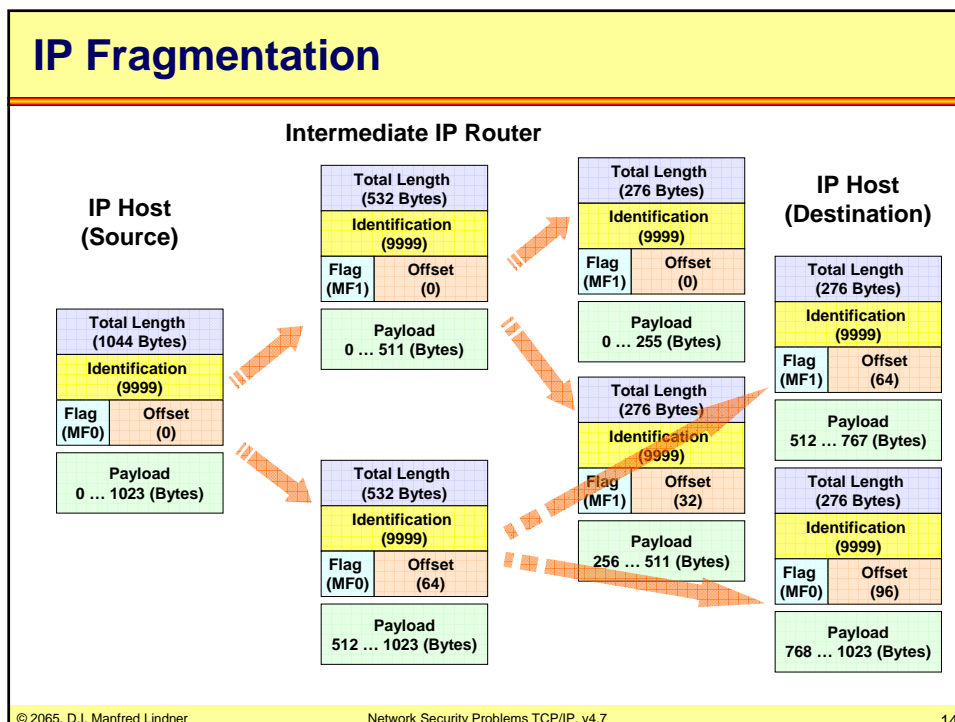 IP Fragmentation
Intermediate IP Router
IP Host
(Source)
Total Length
(1044 Bytes)
Identification
(9999)
Flag
(MF0)
Offset
(0)
Payload
0 … 1023 (Bytes)
Total Length
(532 Bytes)
Identification
(9999)
Flag
(MF1)
Offset
(0)
Payload
0 … 511 (Bytes)
Total Length
(532 Bytes)
Identification
(9999)
Flag
(MF0)
Offset
(64)
Payload
512 … 1023 (Bytes)
Total Length
(276 Bytes)
Identification
(9999)
Flag
(MF1)
Offset
(0)
Payload
0 … 255 (Bytes)
Total Length
(276 Bytes)
Identification
(9999)
Flag
(MF1)
Offset
(32)
Payload
256 … 511 (Bytes)
IP Host
(Destination)
Total Length
(276 Bytes)
Identification
(9999)
Flag
(MF1)
Offset
(64)
Payload
512 … 767 (Bytes)
Total Length
(276 Bytes)
Identification
(9999)
Flag
(MF0)
Offset
(96)
Payload
768 … 1023 (Bytes)
© 2065, D.I. Manfred Lindner
Network Security Problems TCP/IP, v4.7
14